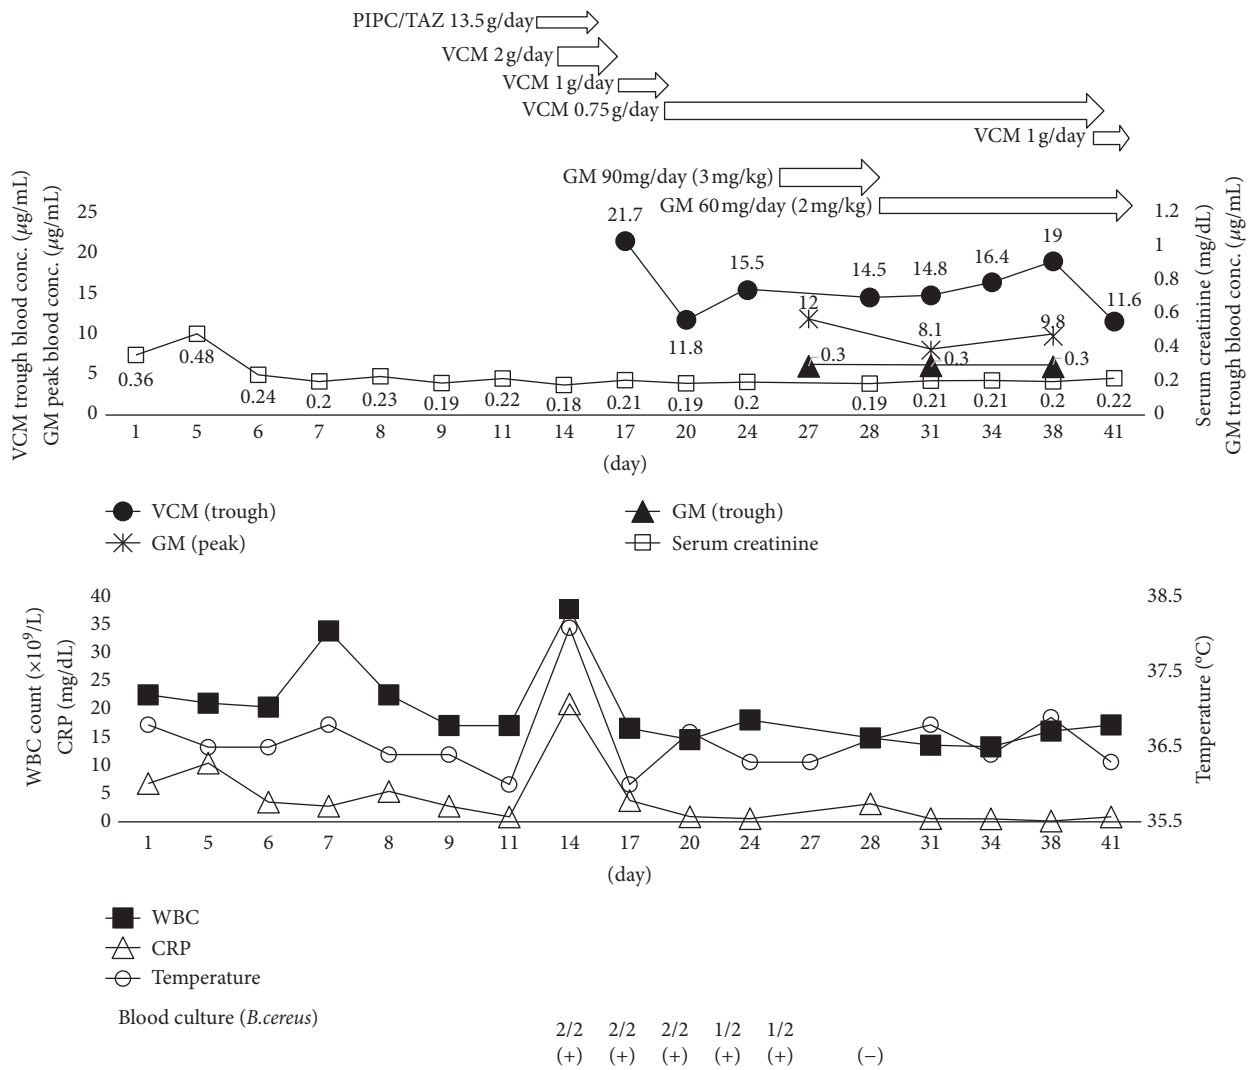 PIPC/TAZ 13.5 g/day
VCM 2 g/day
VCM 1 g/day
VCM 0.75 g/day
VCM 1 g/day
GM 90mg/day (3 mg/kg)
GM 60 mg/day (2 mg/kg)
VCM trough blood conc. (μg/mL)
GM peak blood conc. (μg/mL)
25
20
15
10
5
0
Serum creatinine (mg/dL)
GM trough blood conc. (μg/mL)
1.2
1
0.8
0.6
0.4
0.2
0
21.7 11.8 15.5 14.5 14.8 16.4 19 11.6
12 8.1 9.8
0.3 0.3 0.3
0.36 0.48 0.24 0.2 0.23 0.19 0.22 0.18 0.21 0.19 0.2 0.19 0.21 0.21 0.2 0.22
1 5 6 7 8 9 11 14 17 20 24 27 28 31 34 38 41
(day)
VCM (trough)
GM (peak)
GM (trough)
Serum creatinine
WBC count (×10⁹/L)
CRP (mg/dL)
40
35
30
25
20
15
10
5
0
Temperature (°C)
38.5
37.5
36.5
35.5
1 5 6 7 8 9 11 14 17 20 24 27 28 31 34 38 41
(day)
WBC
CRP
Temperature
Blood culture (B.cereus)
2/2 2/2 2/2 1/2 1/2
(+) (+) (+) (+) (+) (−)